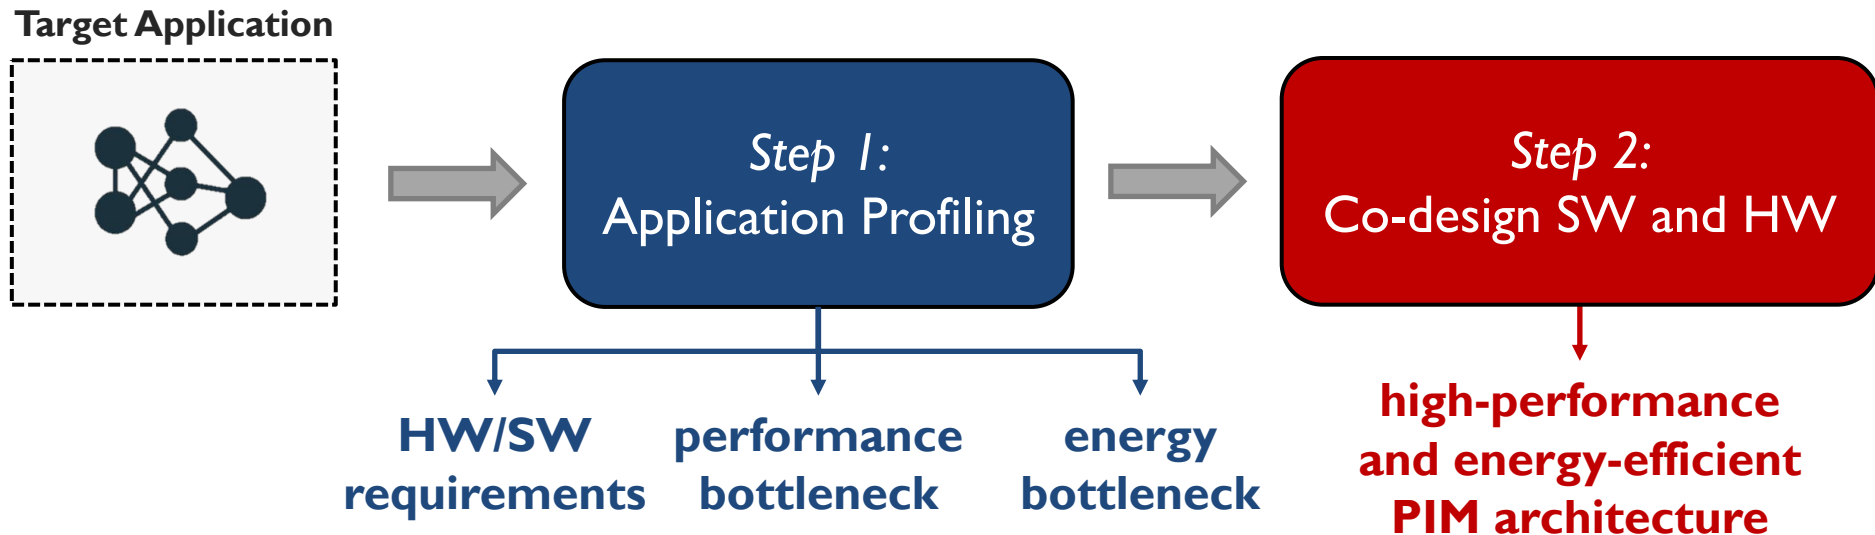 Target Application
Step 1:
Application Profiling
Step 2:
Co-design SW and HW
HW/SW
requirements
performance
bottleneck
energy
bottleneck
high-performance
and energy-efficient
PIM architecture